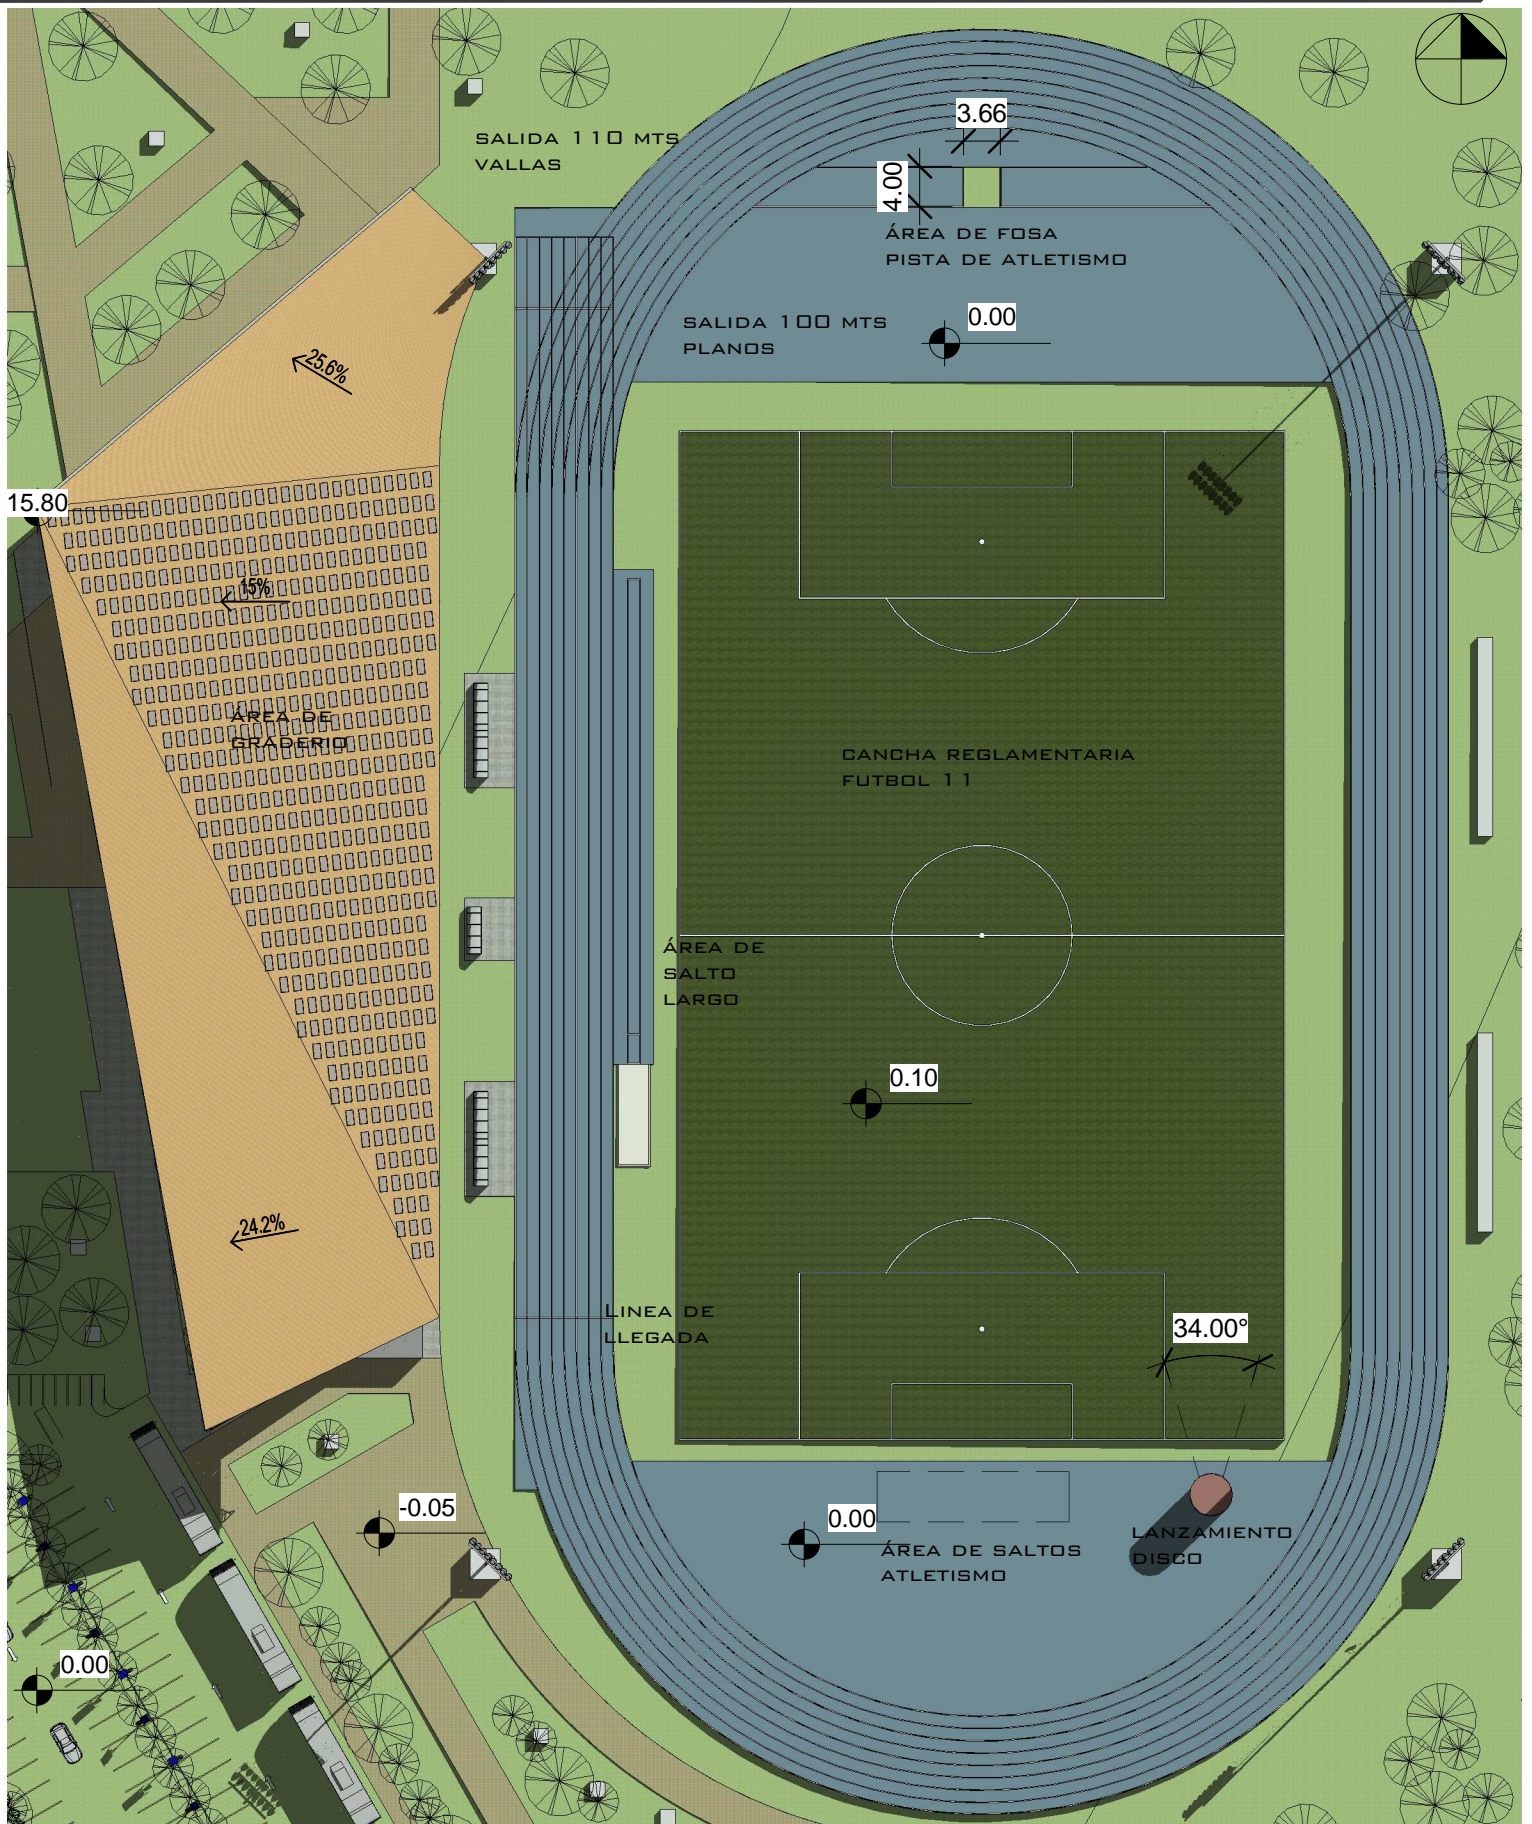 3.66
SALIDA 110 MTS
VALLAS
4.00
ÁREA DE FOSA
PISTA DE ATLETISMO
SALIDA 100 MTS
PLANOS
0.00
25.6%
15.80
15%
ÁREA DE
GRADERIO
CANCHA REGLAMENTARIA
FUTBOL 11
ÁREA DE
SALTO
LARGO
0.10
24.2%
LINEA DE
LLEGADA
34.00°
-0.05
0.00
ÁREA DE SALTOS
ATLETISMO
LANZAMIENTO
DISCO
0.00